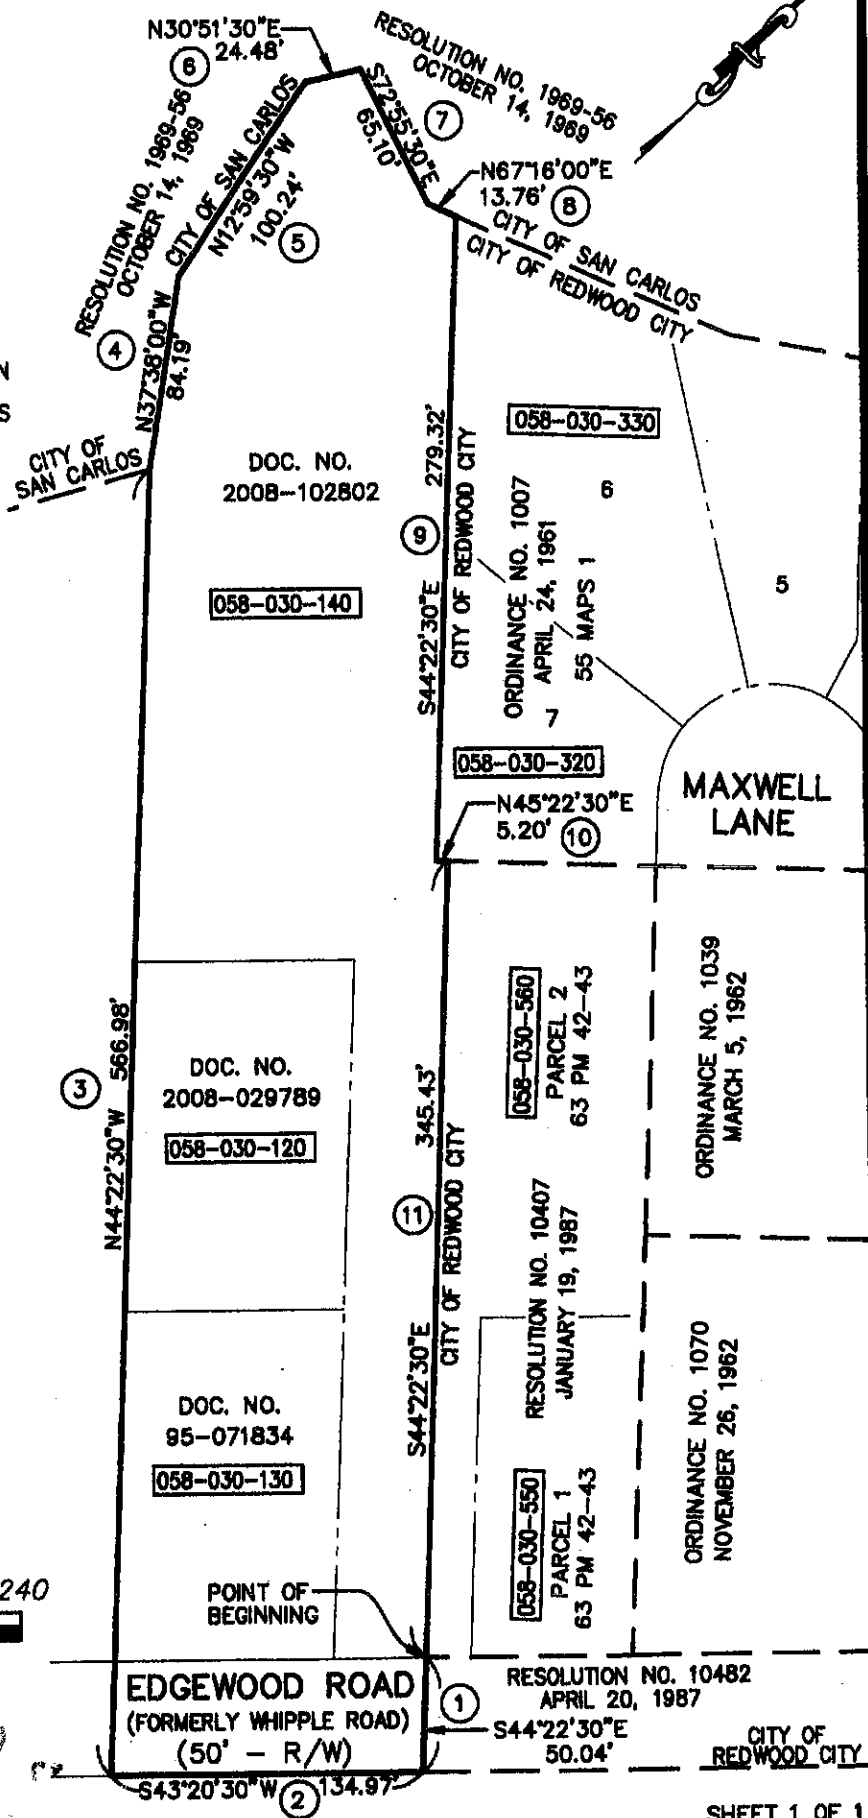 N30°51'30"E
24.48'
6
RESOLUTION NO. 1969-56
OCTOBER 14, 1969
S72°55'30"E
65.10'
7
N67°16'00"E
13.76'
8
RESOLUTION NO. 1969-56
OCTOBER 14, 1969
CITY OF SAN CARLOS
N12°59'30"W
100.24'
5
CITY OF SAN CARLOS
CITY OF REDWOOD CITY
4
N37°38'00"W
84.19'
N
S
CITY OF
SAN CARLOS
DOC. NO.
2008-102802
058-030-140
S44°22'30"E 279.32'
9
CITY OF REDWOOD CITY
058-030-330
6
5
ORDINANCE NO. 1007
APRIL 24, 1961
55 MAPS 1
7
058-030-320
MAXWELL
LANE
N45°22'30"E
5.20'
10
3
N44°22'30"W 566.98'
DOC. NO.
2008-029789
058-030-120
S44°22'30"E 345.43'
11
CITY OF REDWOOD CITY
058-030-560
PARCEL 2
63 PM 42-43
ORDINANCE NO. 1039
MARCH 5, 1962
RESOLUTION NO. 10407
JANUARY 19, 1987
DOC. NO.
95-071834
058-030-130
058-030-550
PARCEL 1
63 PM 42-43
ORDINANCE NO. 1070
NOVEMBER 26, 1962
240
POINT OF
BEGINNING
EDGEWOOD ROAD
(FORMERLY WHIPPLE ROAD)
(50' - R/W)
1
RESOLUTION NO. 10482
APRIL 20, 1987
S44°22'30"E
50.04'
CITY OF
REDWOOD CITY
S43°20'30"W 134.97'
2
SHEET 1 OF 1